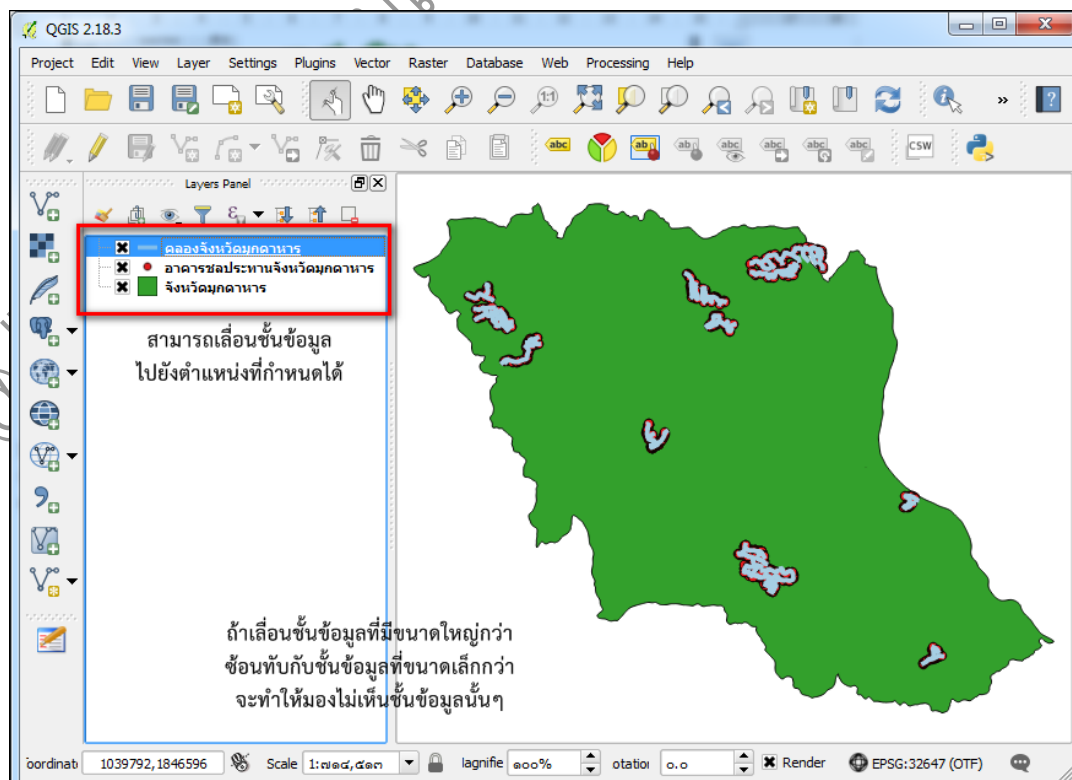 QGIS 2.18.3
Project Edit View Layer Settings Plugins Vector Raster Database Web Processing Help
Layers Panel
คลองจังหวัดมุกดาหาร
อาคารชลประทานจังหวัดมุกดาหาร
จังหวัดมุกดาหาร
สามารถเลื่อนชั้นข้อมูล
ไปยังตำแหน่งที่กำหนดได้
ถ้าเลื่อนชั้นข้อมูลที่มีขนาดใหญ่กว่า
ซ้อนทับกับชั้นข้อมูลที่ขนาดเล็กกว่า
จะทำให้มองไม่เห็นชั้นข้อมูลนั้นๆ
oordinat 1039792,1846596 Scale 1:๗๑๔,๕๑๓ lagnifie ๑๐๐% otatioı ๐.๐ Render EPSG:32647 (OTF)